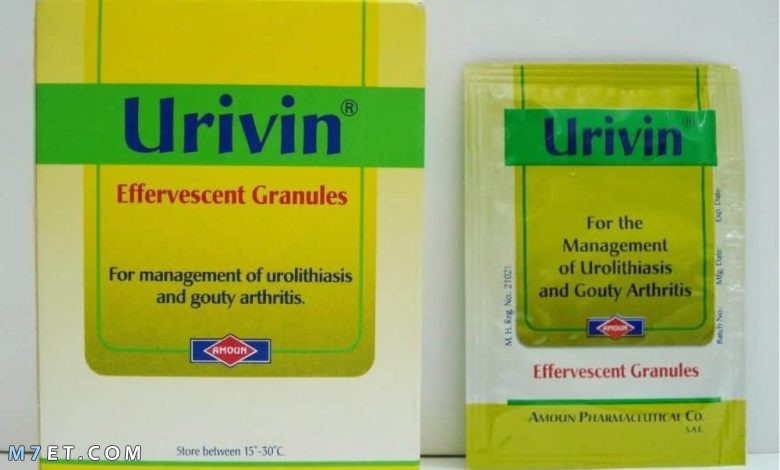 Urivin®
Effervescent Granules
For management of urolithiasis
and gouty arthritis.
AMOUN
Store between 15°-30°C.
M7ET.COM
Urivin®
For the
Management
of Urolithiasis
and Gouty Arthritis
AMOUN
Effervescent Granules
AMOUN PHARMACEUTICAL CO.
S.A.E.
M. H. Reg. No.: 21021
Batch No.: Mfg. Date: Exp. Date: